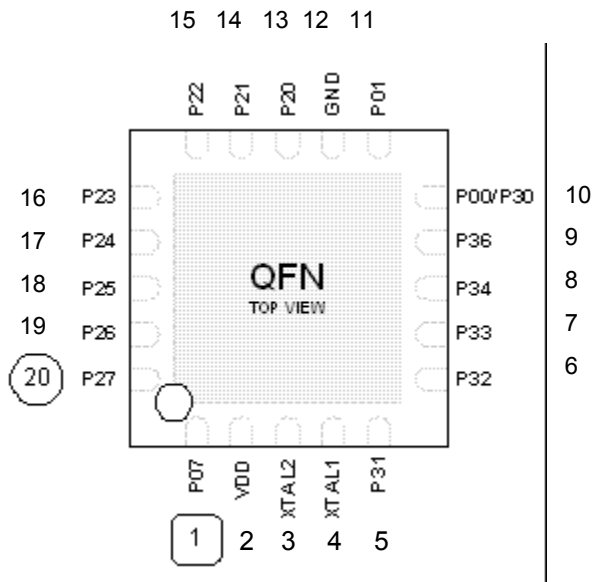 15 14 13 12 11
P22 P21 P20 GND P01
16 P23 P00/P30 10
17 P24 P36 9
18 P25 QFN P34 8
TOP VIEW
19 P26 P33 7
20 P27 P32 6
P07 VDD XTAL2 XTAL1 P31
1 2 3 4 5